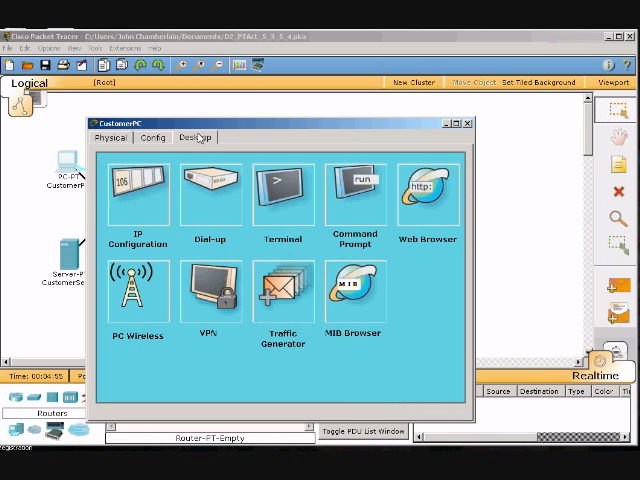 Cisco Packet Tracer - C:/Users/John Chamberlain/Documents/D2_PTAct_5_3_5_4.pka
File Edit Options View Tools Extensions Help
Logical [Root] New Cluster Move Object Set Tiled Background Viewport
CustomerPC
Physical Config Desktop
106
run
http:
IP Configuration
Dial-up
Terminal
Command Prompt
Web Browser
MIB
PC Wireless
VPN
Traffic Generator
MIB Browser
PC-PT
CustomerP
Server-PT
CustomerSe
Time: 00:04:55
Realtime
Source Destination Type Color
Routers
Router-PT-Empty
Toggle PDU List Window